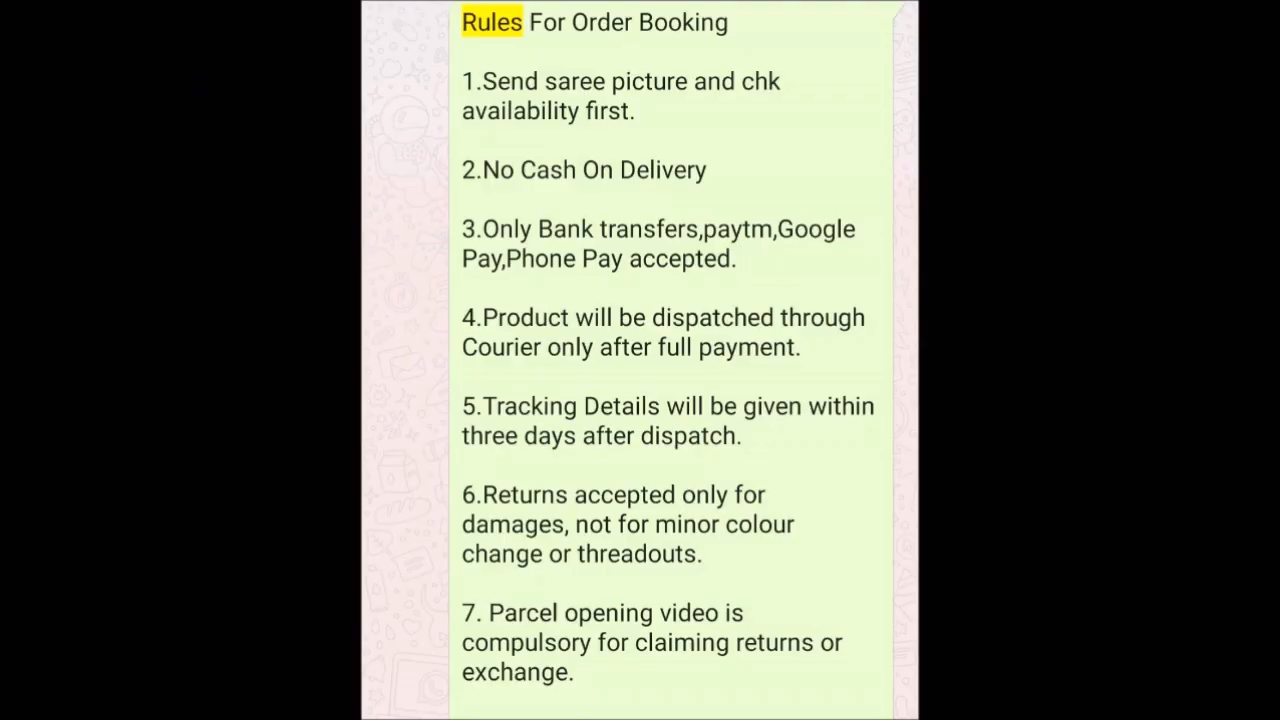 Rules For Order Booking
1.Send saree picture and chk
availability first.
2.No Cash On Delivery
3.Only Bank transfers,paytm,Google
Pay,Phone Pay accepted.
4.Product will be dispatched through
Courier only after full payment.
5.Tracking Details will be given within
three days after dispatch.
6.Returns accepted only for
damages, not for minor colour
change or threadouts.
7. Parcel opening video is
compulsory for claiming returns or
exchange.